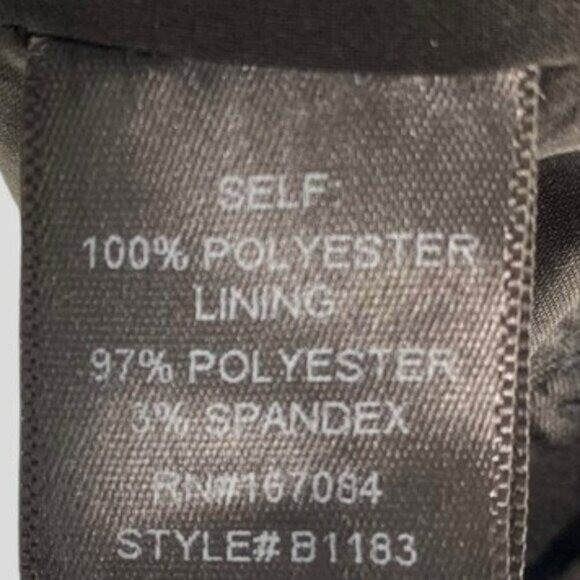 SELF:
100% POLYESTER
LINING
97% POLYESTER
3% SPANDEX
RN#167084
STYLE# B1183